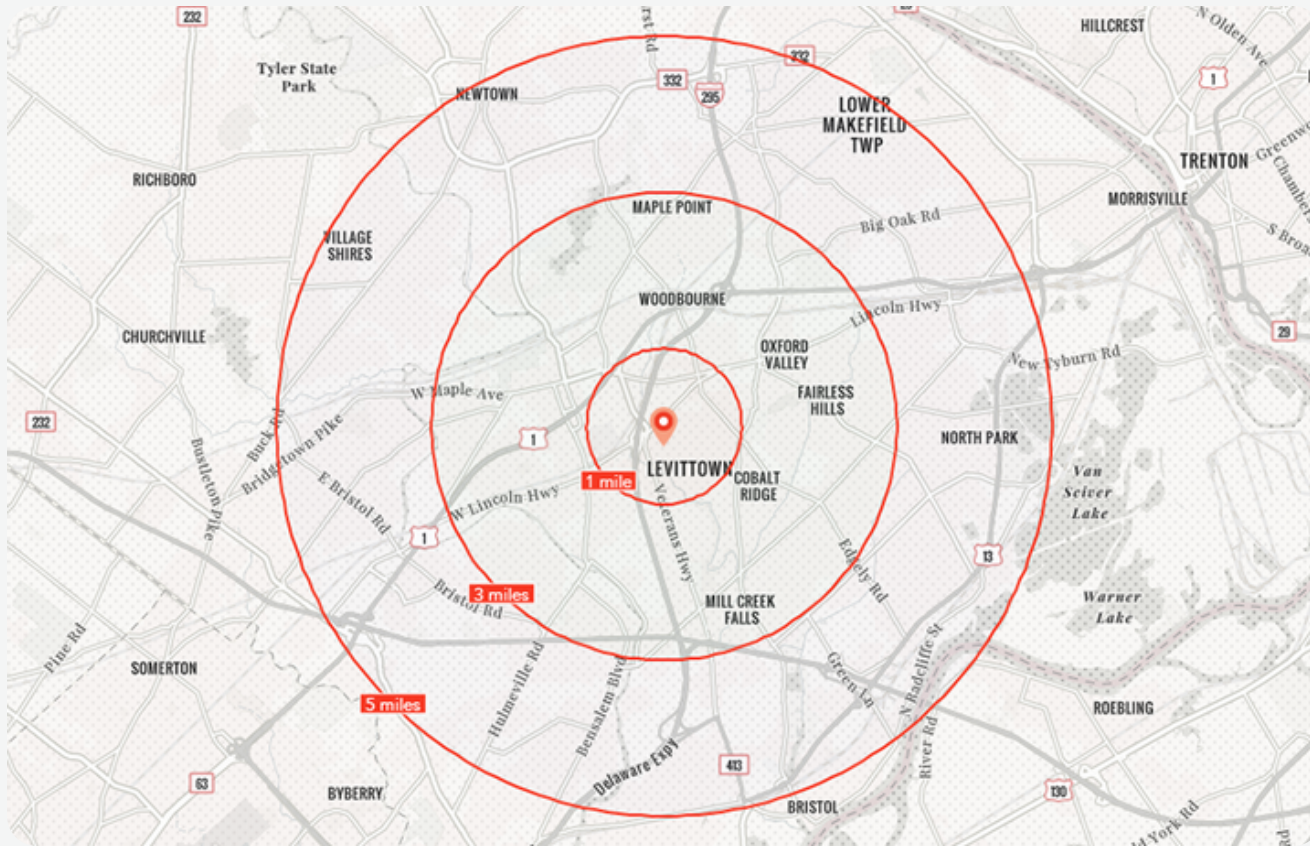 232
HILLCREST
N Olden Ave
Tyler State
Park
332
332
1
NEWTOWN
295
LOWER
MAKEFIELD
TWP
TRENTON
RICHBORO
MORRISVILLE
MAPLE POINT
Big Oak Rd
VILLAGE
SHIRES
WOODBOURNE
Lincoln Hwy
CHURCHVILLE
29
OXFORD
VALLEY
New Tyburn Rd
W Maple Ave
FAIRLESS
HILLS
232
Buck Rd
Bridgetown Pike
1
NORTH PARK
Bustleton Pike
LEVITTOWN
1 mile
COBALT
RIDGE
Van
Sciver
Lake
E Bristol Rd
W Lincoln Hwy
Veterans Hwy
1
13
Edgely Rd
3 miles
Bristol Rd
MILL CREEK
FALLS
Warner
Lake
Pine Rd
SOMERTON
Hulmeville Rd
Bensalem Blvd
Green Ln
N Radcliffe St
5 miles
ROEBLING
River Rd
Delaware Expy
413
63
BYBERRY
BRISTOL
130